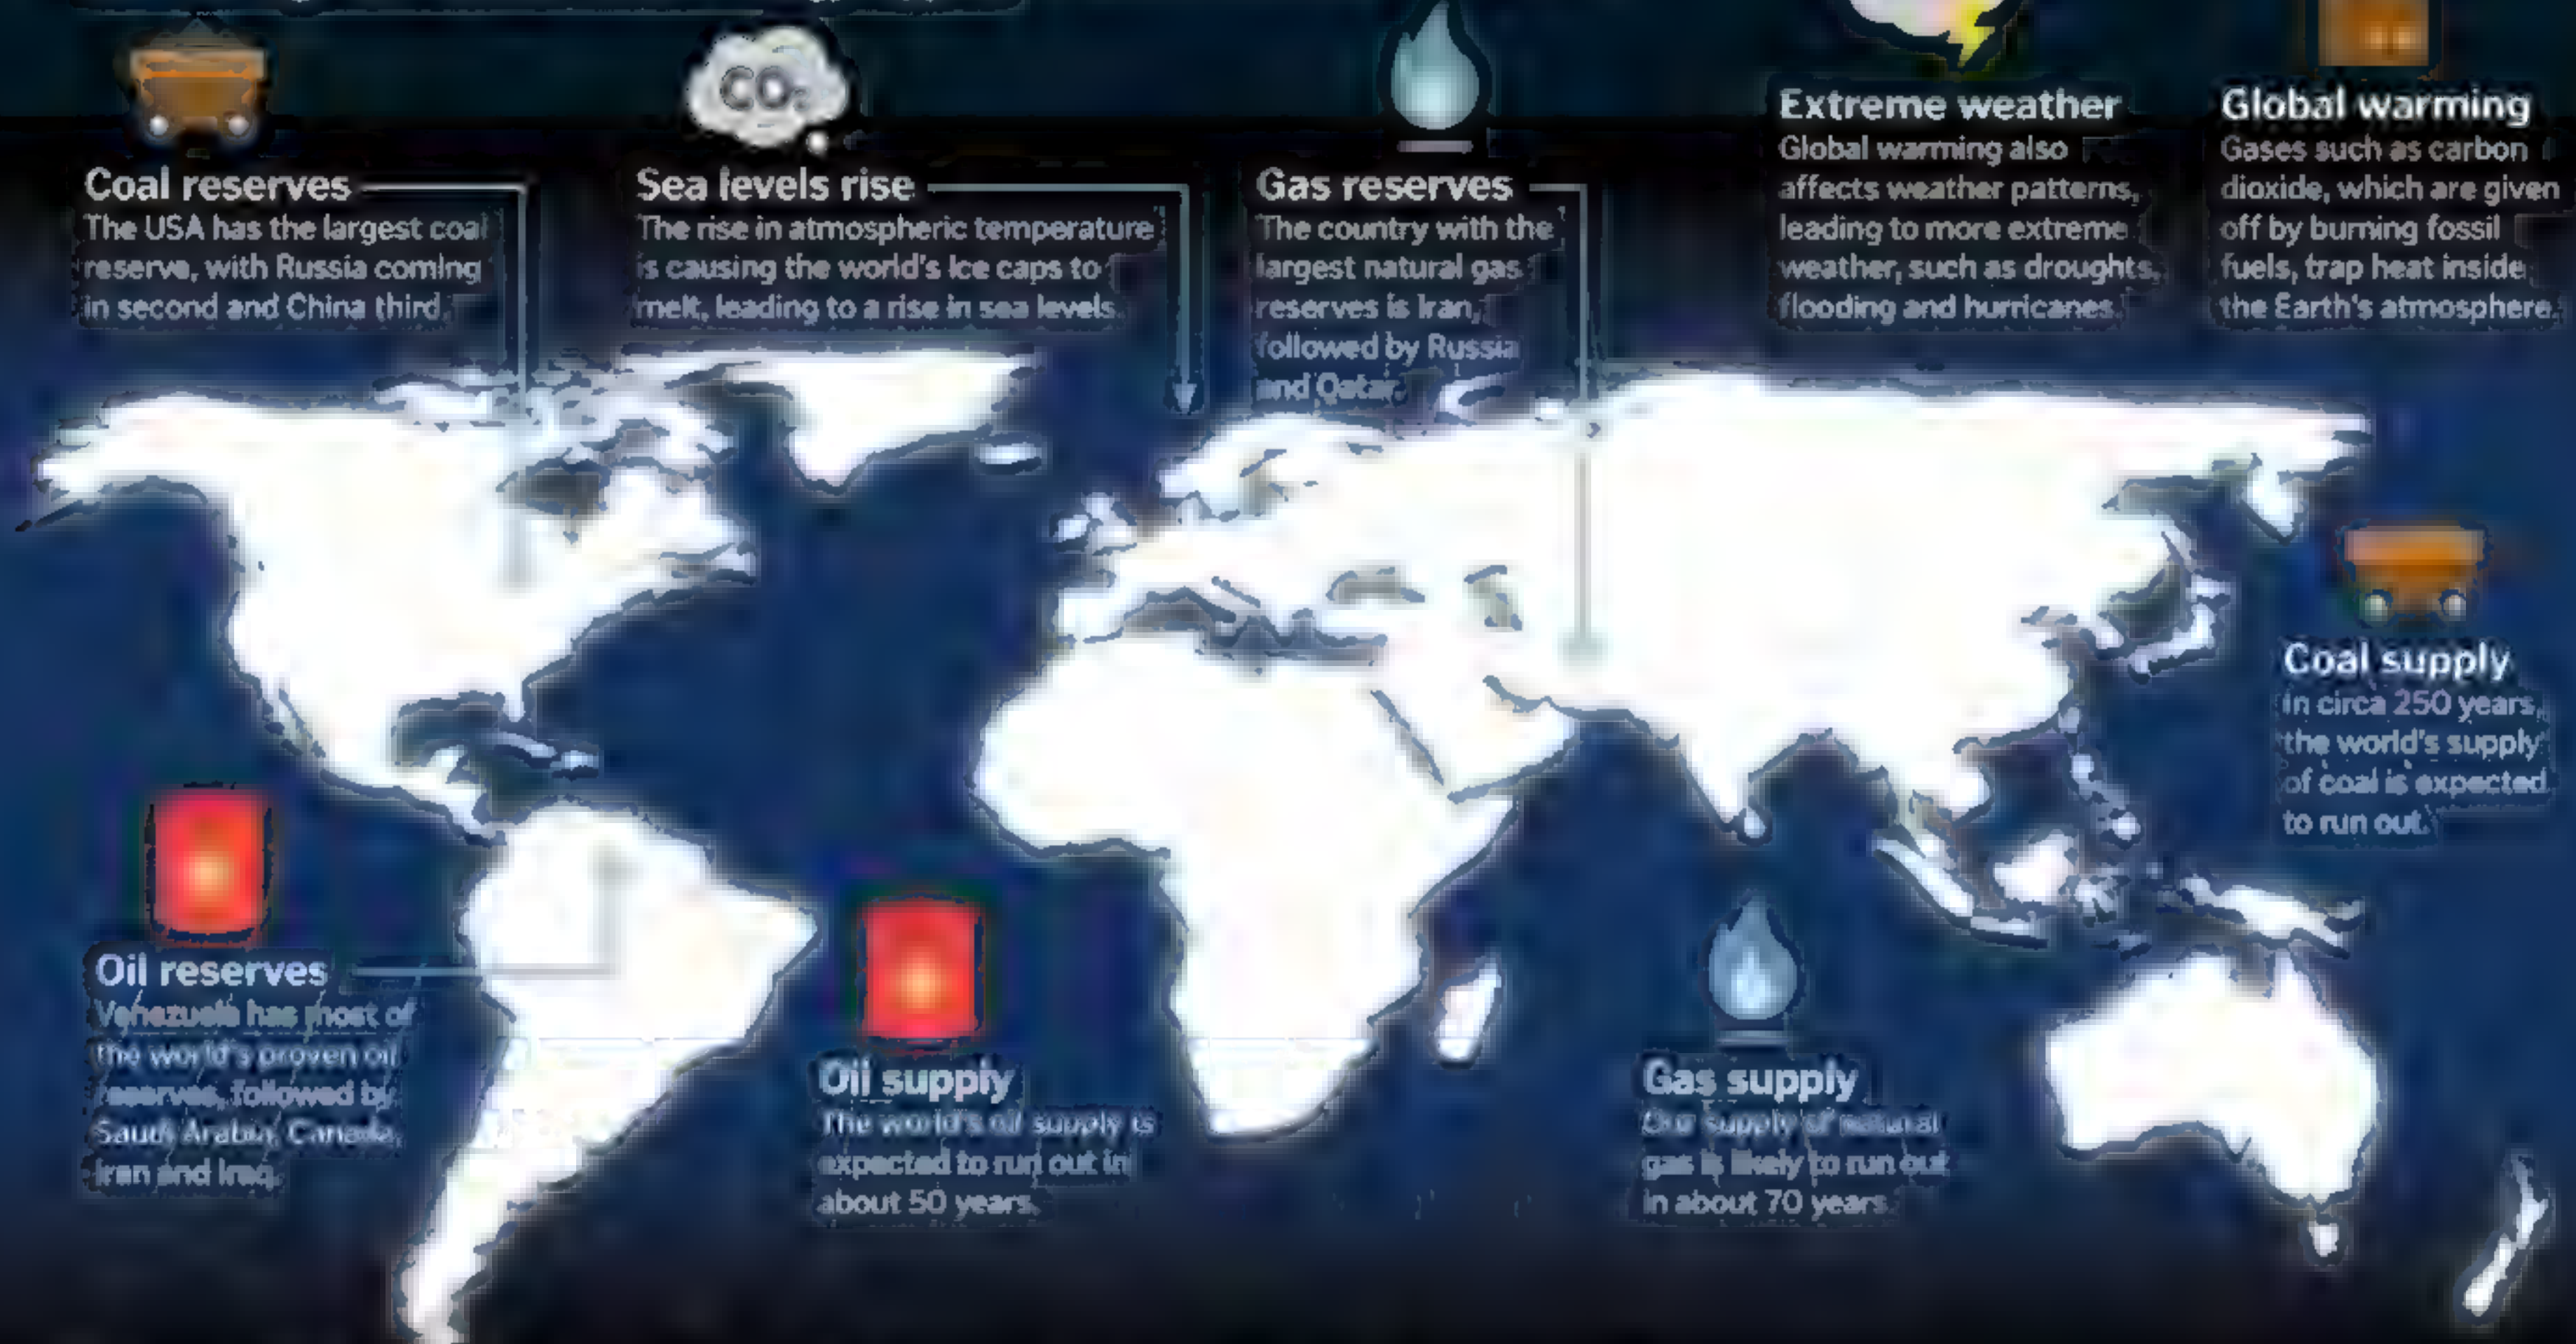 CO₂
Coal reserves
The USA has the largest coal
reserve, with Russia coming
in second and China third.
Sea levels rise
The rise in atmospheric temperature
is causing the world's ice caps to
melt, leading to a rise in sea levels.
Gas reserves
The country with the
largest natural gas
reserves is Iran,
followed by Russia
and Qatar.
Extreme weather
Global warming also
affects weather patterns,
leading to more extreme
weather, such as droughts,
flooding and hurricanes.
Global warming
Gases such as carbon
dioxide, which are given
off by burning fossil
fuels, trap heat inside
the Earth's atmosphere.
Coal supply
In circa 250 years,
the world's supply
of coal is expected
to run out.
Oil reserves
Venezuela has most of
the world's proven oil
reserves, followed by
Saudi Arabia, Canada,
Iran and Iraq.
Oil supply
The world's oil supply is
expected to run out in
about 50 years.
Gas supply
Our supply of natural
gas is likely to run out
in about 70 years.